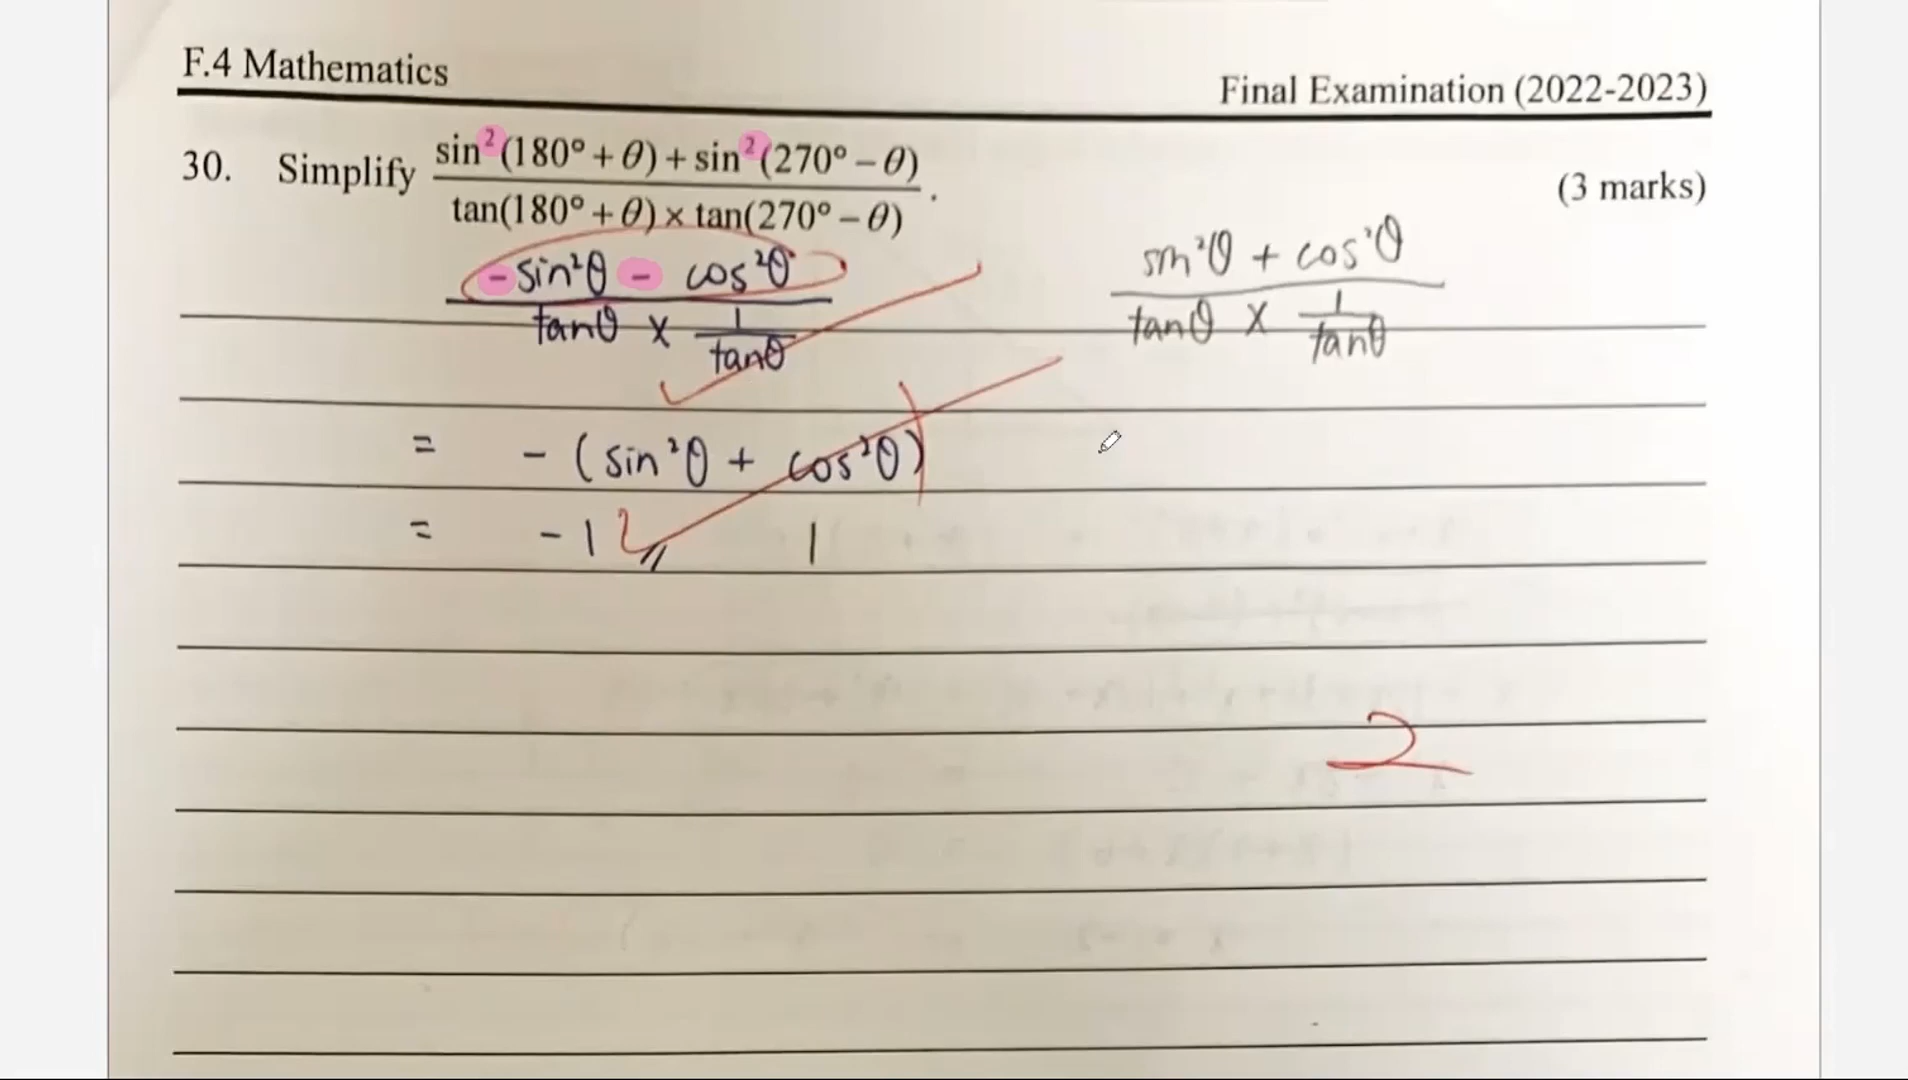 F.4 Mathematics
Final Examination (2022-2023)
30. Simplify sin²(180° + θ) + sin²(270° − θ) / tan(180° + θ) × tan(270° − θ) .
(3 marks)
−sin²θ − cos²θ / tanθ × 1/tanθ
sin²θ + cos²θ / tanθ × 1/tanθ
= − (sin²θ + cos²θ)
= −1
1
2